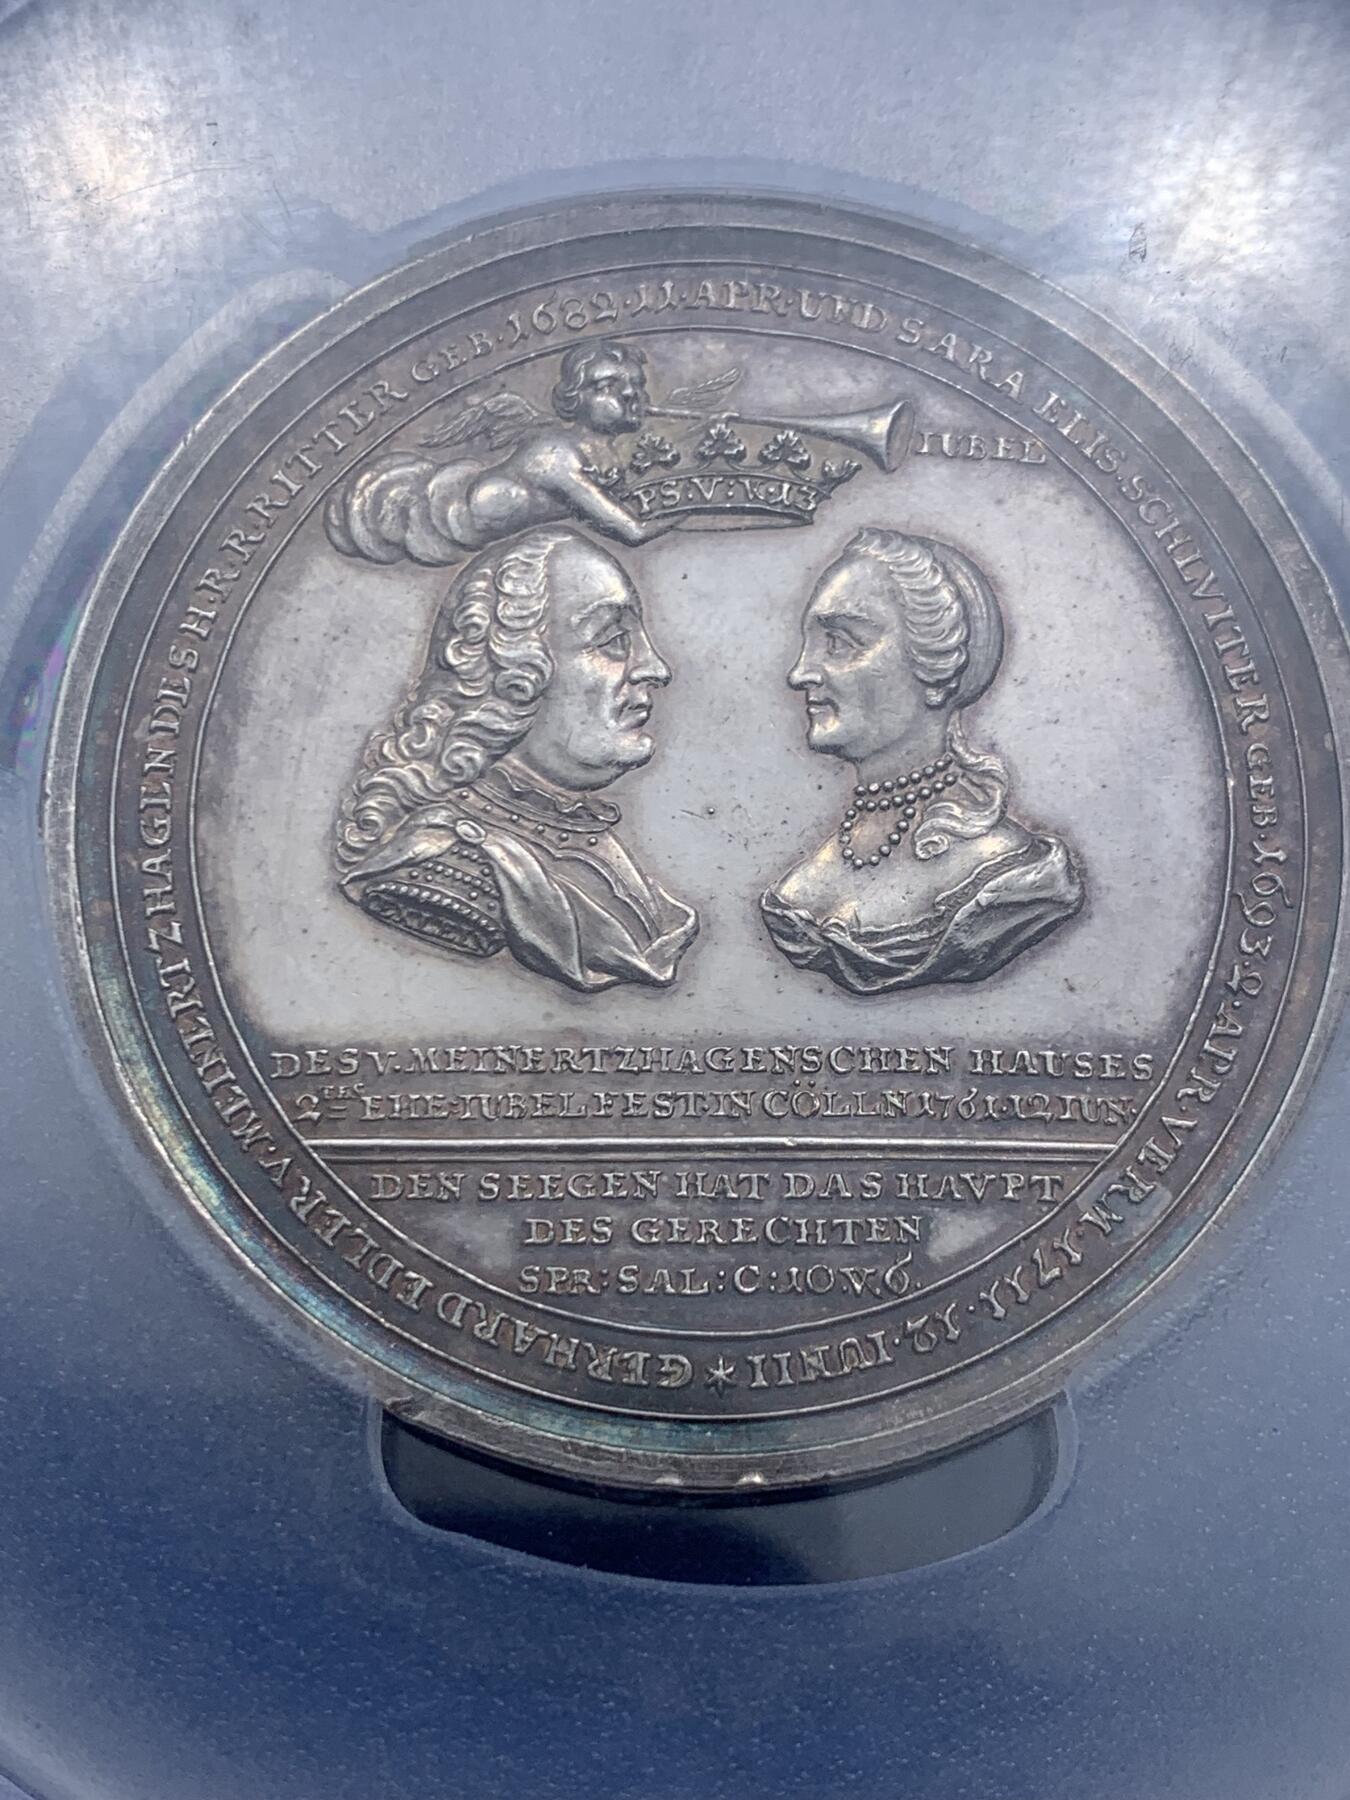 GERHARD EDLER V. MEINERTZHAGEN DES H·R·R·RITTER GEB·1682·11·APR·UND SARA ELIS·SCHLVITER GEB·1693·2·APR·VERM·1711·12·IUNII *
IUBEL
PS:V:V·13
DES V. MEINERTZHAGENSCHEN HAUSES
2TES EHE·IUBELFEST·IN CÖLLN 1761·12 IUN·
DEN SEEGEN HAT DAS HAVPT
DES GERECHTEN
SPR:SAL:C:10·V·6·